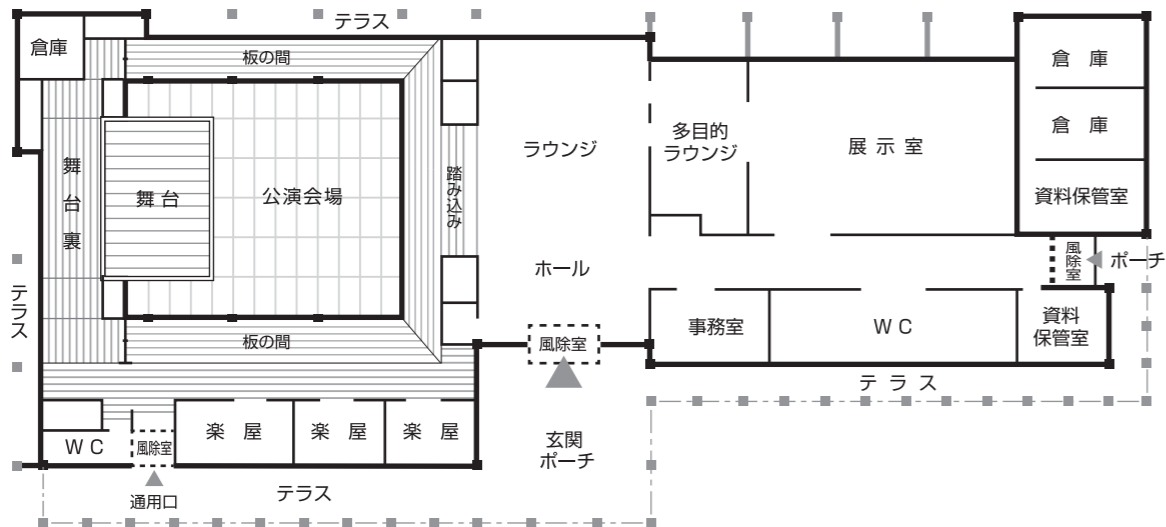 テラス
倉庫
板の間
倉 庫
倉 庫
多目的
ラウンジ
展 示 室
ラウンジ
舞台裏
舞 台
公演会場
踏み込み
資料保管室
風除室
ポーチ
ホール
テラス
事務室
W C
資料
保管室
板の間
風除室
テ ラ ス
楽 屋
楽 屋
楽 屋
W C
風除室
玄関
ポーチ
通用口
テラス